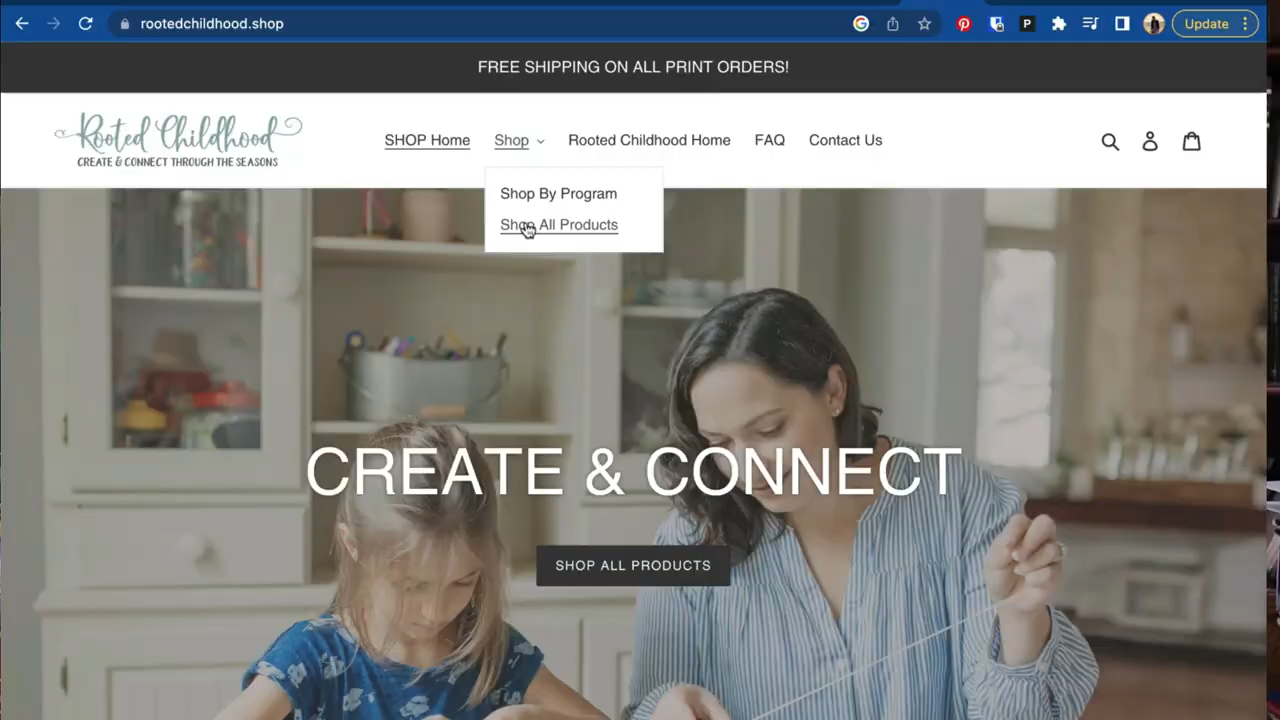 rootedchildhood.shop
P
Update
FREE SHIPPING ON ALL PRINT ORDERS!
Rooted Childhood
CREATE & CONNECT THROUGH THE SEASONS
SHOP Home
Shop
Rooted Childhood Home
FAQ
Contact Us
Shop By Program
Shop All Products
CREATE & CONNECT
SHOP ALL PRODUCTS